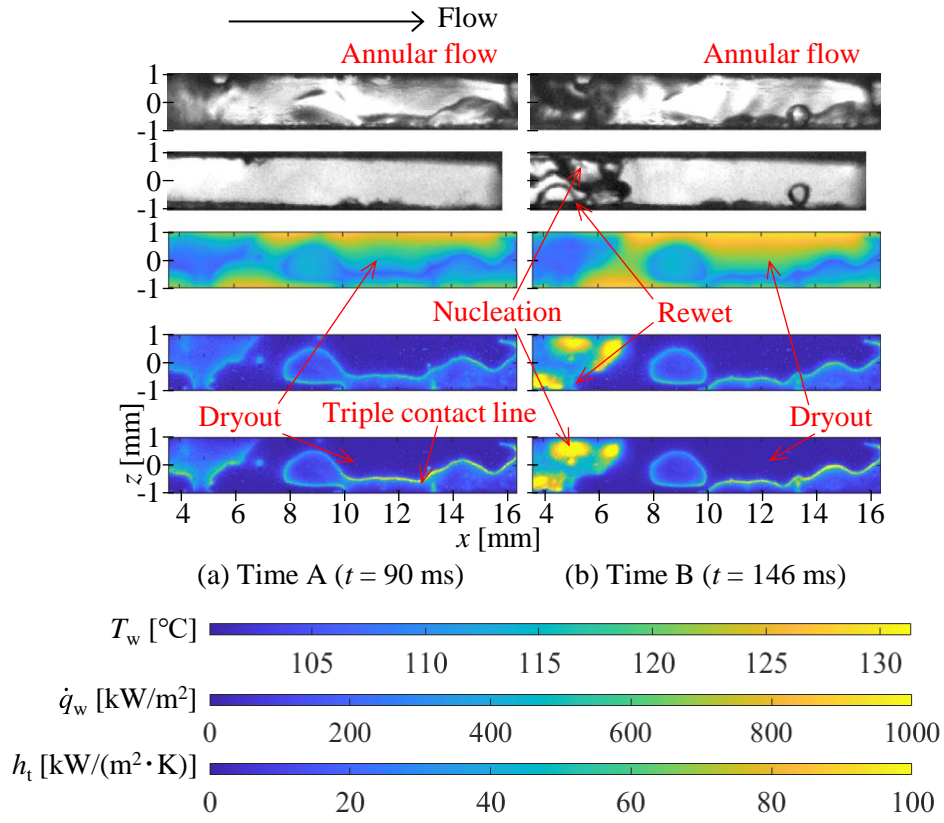 Flow
Annular flow Annular flow
1
0
-1
1
0
-1
1
0
-1
Nucleation Rewet
1
0
-1
Dryout Triple contact line Dryout
1
0
-1
z [mm]
4 6 8 10 12 14 16 4 6 8 10 12 14 16
x [mm]
(a) Time A (t = 90 ms) (b) Time B (t = 146 ms)
T_w [°C]
105 110 115 120 125 130
q̇_w [kW/m²]
0 200 400 600 800 1000
h_t [kW/(m²·K)]
0 20 40 60 80 100